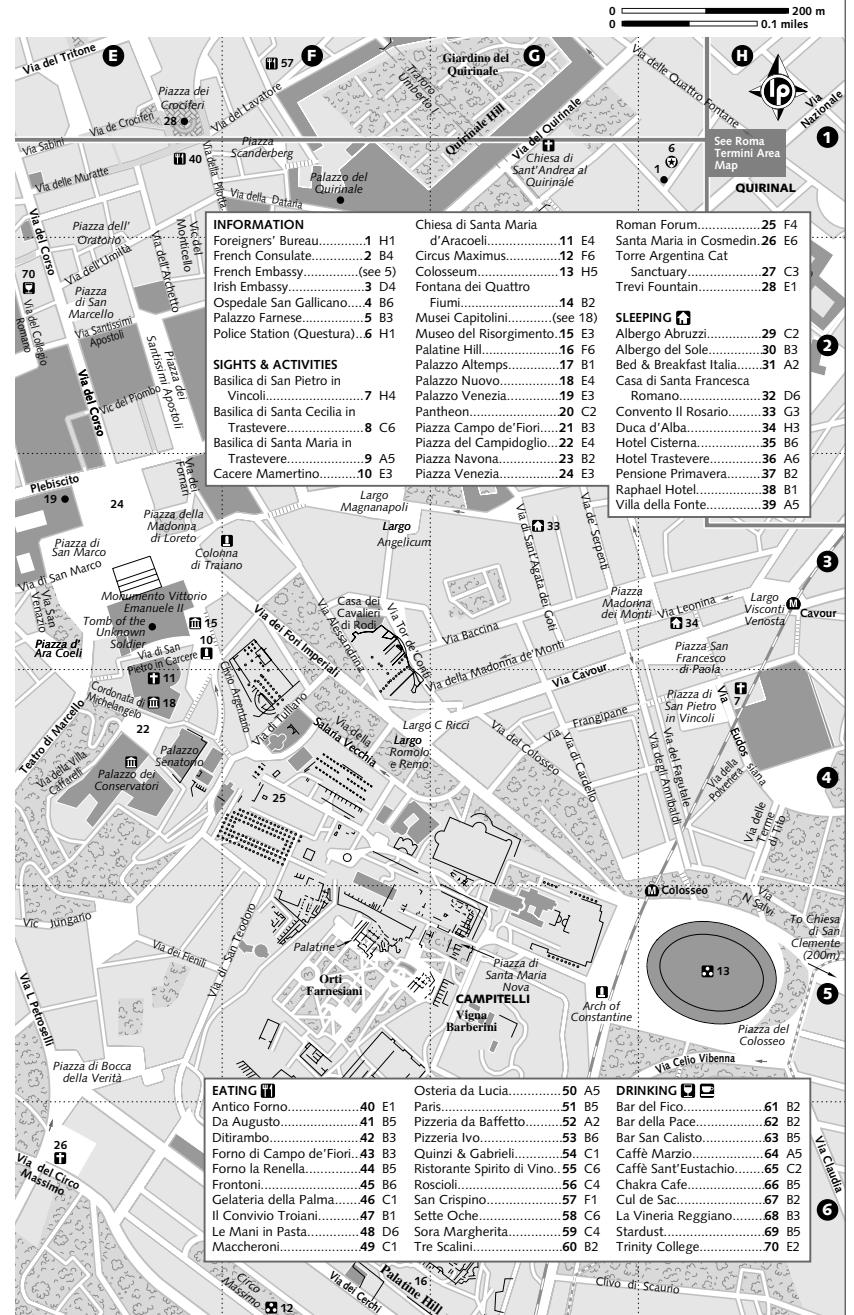 0 200 m
0 0.1 miles
E
F
G
H
1
2
3
4
5
6
lp
Via del Tritone
57
Piazza dei
Crociferi
28
Via del Lavatore
Via de Crociferi
Via Sabini
Giardino del
Quirinale
Traforo
Umberto I
Quirinale Hill
Via del Quirinale
Via delle Quattro Fontane
Via
Nazionale
See Roma
Termini Area
Map
QUIRINAL
6
1
Chiesa di
Sant'Andrea al
Quirinale
Piazza
Scanderberg
40
Via delle Muratte
Via della Pilotta
Palazzo del
Quirinale
Via della Dataria
Via del Corso
Piazza dell'
Oratorio
Vic del
Monticello
Via dell'Umiltà
Via dell'Archetto
70
Piazza
di San
Marcello
Via del Collegio
Romano
Via Santissimi
Apostoli
Piazza dei
Santissimi Apostoli
Via del Corso
Vic del Piombo
INFORMATION
Foreigners' Bureau............1 H1
French Consulate..............2 B4
French Embassy.............(see 5)
Irish Embassy...................3 D4
Ospedale San Gallicano.....4 B6
Palazzo Farnese................5 B3
Police Station (Questura)...6 H1
SIGHTS & ACTIVITIES
Basilica di San Pietro in
Vincoli...........................7 H4
Basilica di Santa Cecilia in
Trastevere.....................8 C6
Basilica di Santa Maria in
Trastevere.....................9 A5
Cacere Mamertino...........10 E3
Chiesa di Santa Maria
d'Aracoeli.....................11 E4
Circus Maximus................12 F6
Colosseum.......................13 H5
Fontana dei Quattro
Fiumi............................14 B2
Musei Capitolini...........(see 18)
Museo del Risorgimento..15 E3
Palatine Hill......................16 F6
Palazzo Altemps...............17 B1
Palazzo Nuovo.................18 E4
Palazzo Venezia................19 E3
Pantheon.........................20 C2
Piazza Campo de'Fiori......21 B3
Piazza del Campidoglio....22 E4
Piazza Navona..................23 B2
Piazza Venezia..................24 E3
Roman Forum...................25 F4
Santa Maria in Cosmedin.26 E6
Torre Argentina Cat
Sanctuary.....................27 C3
Trevi Fountain...................28 E1
SLEEPING
Albergo Abruzzi................29 C2
Albergo del Sole...............30 B3
Bed & Breakfast Italia.......31 A2
Casa di Santa Francesca
Romano.......................32 D6
Convento Il Rosario..........33 G3
Duca d'Alba.....................34 H3
Hotel Cisterna...................35 B6
Hotel Trastevere...............36 A6
Pensione Primavera...........37 B2
Raphael Hotel...................38 B1
Villa della Fonte................39 A5
Plebiscito
19
24
Via dei
Fornari
Piazza della
Madonna
di Loreto
Colonna
di Traiano
Largo
Magnanapoli
Largo
Angelicum
33
Via di Sant'Agata dei Goti
Via de' Serpenti
Piazza di
San Marco
Via di San Marco
Via San
Venazio
Monumento Vittorio
Emanuele II
Tomb of the
Unknown
Soldier
15
10
Via di San
Pietro in Carcere
Piazza d'
Ara Coeli
Via dei Fori Imperiali
Via Alessandrina
Casa dei
Cavalieri
di Rodi
Via Tor de' Conti
Via Baccina
Via della Madonna de'Monti
Piazza
Madonna
dei Monti
Via Leonina
34
Largo
Visconti
Venosta
M
Cavour
Piazza San
Francesco
di Paola
Via Cavour
11
18
Cordonata di
Michelangelo
22
Teatro di Marcello
Via della Villa
Caffarelli
Palazzo
Senatorio
Palazzo dei
Conservatori
Clivo Argentario
Via di Tulliano
Via della
Salaria Vecchia
Largo C Ricci
Largo
Romolo
e Remo
Via del Colosseo
Via Frangipane
Via di Cardello
Via del Fagutale
Via degli Annibaldi
Piazza di
San Pietro
in Vincoli
7
Via
Eudossiana
Via della
Polveriera
Via delle
Terme
di Tito
25
M Colosseo
Via
N Salvi
To Chiesa
di San
Clemente
(200m)
13
Piazza del
Colosseo
Arch of
Constantine
Via Celio Vibenna
Vic Jungario
Via dei Fienili
Via di San Teodoro
Palatine
Orti
Farnesiani
Piazza di
Santa Maria
Nova
CAMPITELLI
Vigna
Barberini
Via L Petroselli
Piazza di Bocca
della Verità
26
Via del Circo
Massimo
EATING
Antico Forno....................40 E1
Da Augusto.....................41 B5
Ditirambo........................42 B3
Forno di Campo de'Fiori...43 B3
Forno la Renella................44 B5
Frontoni...........................45 B6
Gelateria della Palma........46 C1
Il Convivio Troiani.............47 B1
Le Mani in Pasta...............48 D6
Maccheroni......................49 C1
Osteria da Lucia................50 A5
Paris.................................51 B5
Pizzeria da Baffetto...........52 A2
Pizzeria Ivo.......................53 B6
Quinzi & Gabrieli..............54 C1
Ristorante Spirito di Vino..55 C6
Roscioli............................56 C4
San Crispino.....................57 F1
Sette Oche.......................58 C6
Sora Margherita................59 C4
Tre Scalini........................60 B2
DRINKING
Bar del Fico......................61 B2
Bar della Pace...................62 B2
Bar San Calisto.................63 B5
Caffè Marzio....................64 A5
Caffè Sant'Eustachio........65 C2
Chakra Cafe.....................66 B5
Cul de Sac........................67 B2
La Vineria Reggiano..........68 B3
Stardust............................69 B5
Trinity College..................70 E2
Via Claudia
Circo
Massimo
12
Via dei Cerchi
16
Palatine Hill
Clivo di Scaurio